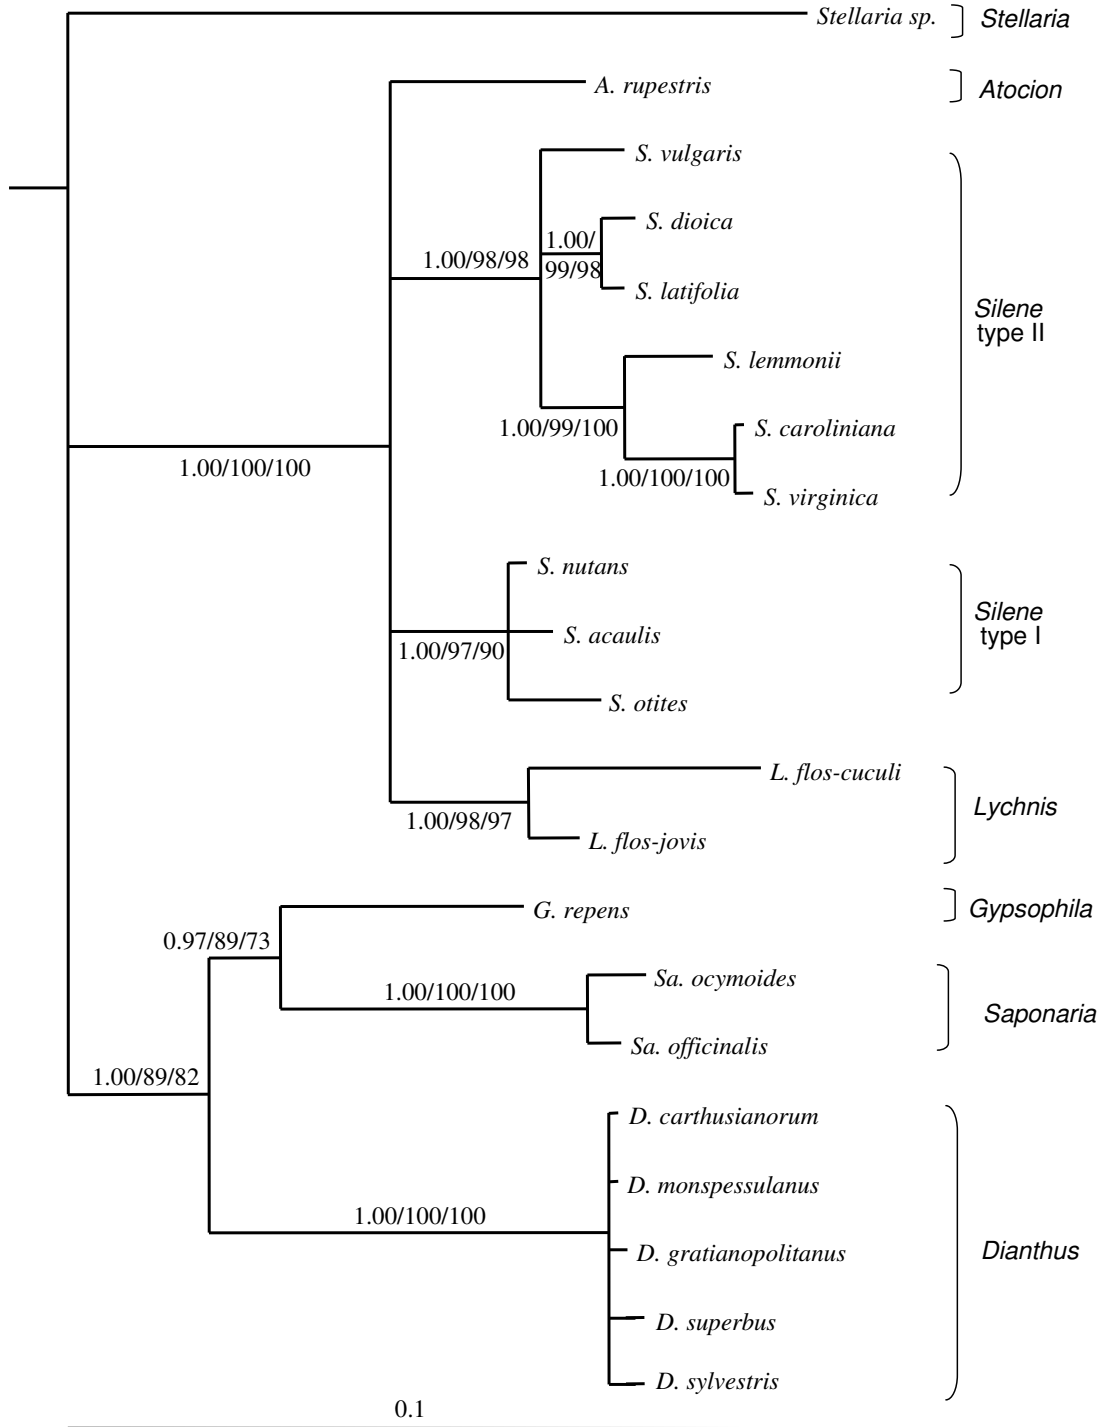 Stellaria sp.
Stellaria
A. rupestris
Atocion
S. vulgaris
S. dioica
1.00/
99/98
1.00/98/98
S. latifolia
Silene
type II
S. lemmonii
1.00/99/100
S. caroliniana
1.00/100/100
1.00/100/100
S. virginica
S. nutans
Silene
type I
S. acaulis
1.00/97/90
S. otites
L. flos-cuculi
Lychnis
1.00/98/97
L. flos-jovis
G. repens
Gypsophila
0.97/89/73
Sa. ocymoides
1.00/100/100
Saponaria
Sa. officinalis
1.00/89/82
D. carthusianorum
D. monspessulanus
1.00/100/100
D. gratianopolitanus
Dianthus
D. superbus
D. sylvestris
0.1